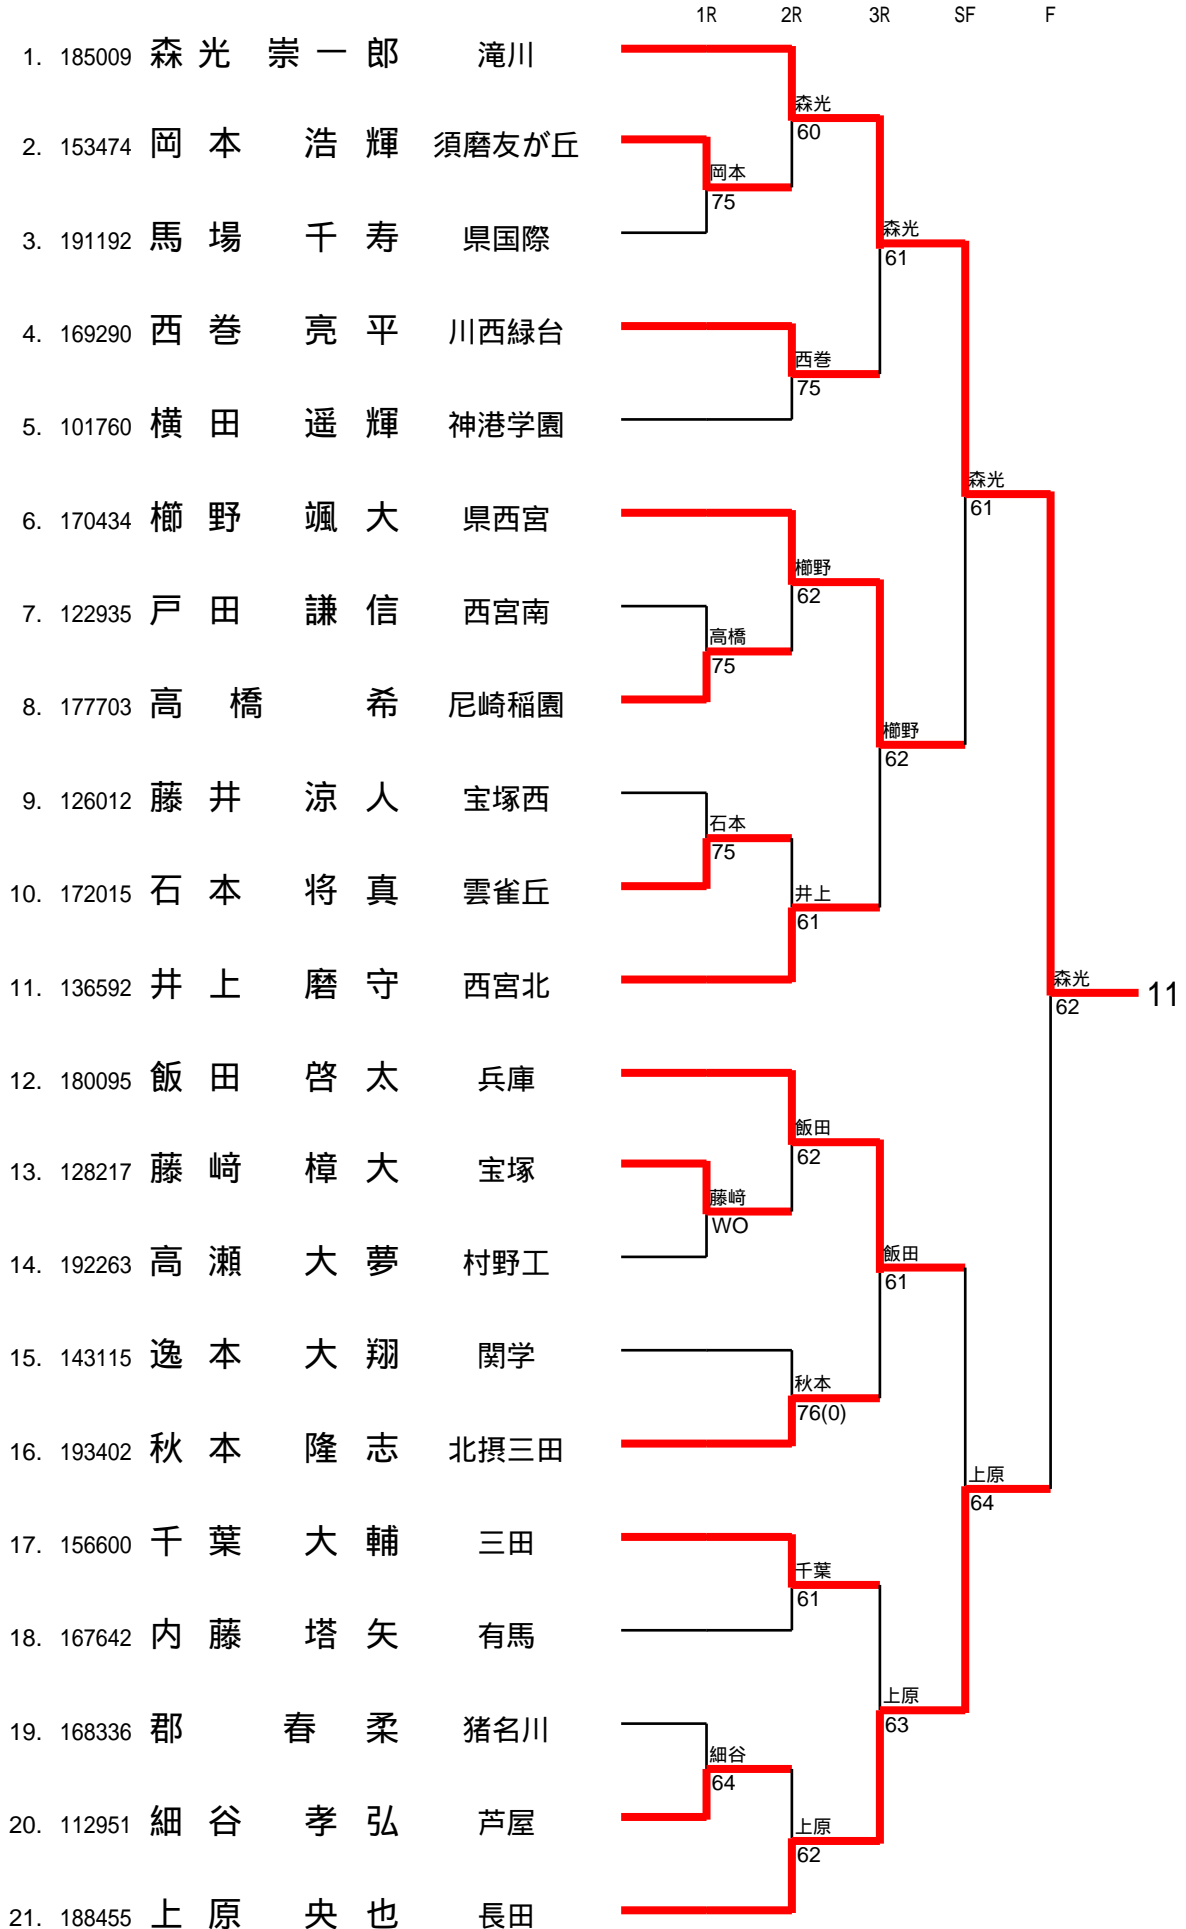 1R 2R 3R SF F
1. 185009 森光 崇一郎 滝川
森光
60
2. 153474 岡本 浩輝 須磨友が丘
岡本
75
3. 191192 馬場 千寿 県国際
森光
61
4. 169290 西巻 亮平 川西緑台
西巻
75
5. 101760 横田 遥輝 神港学園
森光
61
6. 170434 櫛野 颯大 県西宮
櫛野
62
7. 122935 戸田 謙信 西宮南
高橋
75
8. 177703 高橋 希 尼崎稲園
櫛野
62
9. 126012 藤井 涼人 宝塚西
石本
75
10. 172015 石本 将真 雲雀丘
井上
61
11. 136592 井上 磨守 西宮北
森光
62
11
12. 180095 飯田 啓太 兵庫
飯田
62
13. 128217 藤﨑 樟大 宝塚
藤﨑
WO
14. 192263 高瀬 大夢 村野工
飯田
61
15. 143115 逸本 大翔 関学
秋本
76(0)
16. 193402 秋本 隆志 北摂三田
上原
64
17. 156600 千葉 大輔 三田
千葉
61
18. 167642 内藤 塔矢 有馬
上原
63
19. 168336 郡 春柔 猪名川
細谷
64
20. 112951 細谷 孝弘 芦屋
上原
62
21. 188455 上原 央也 長田